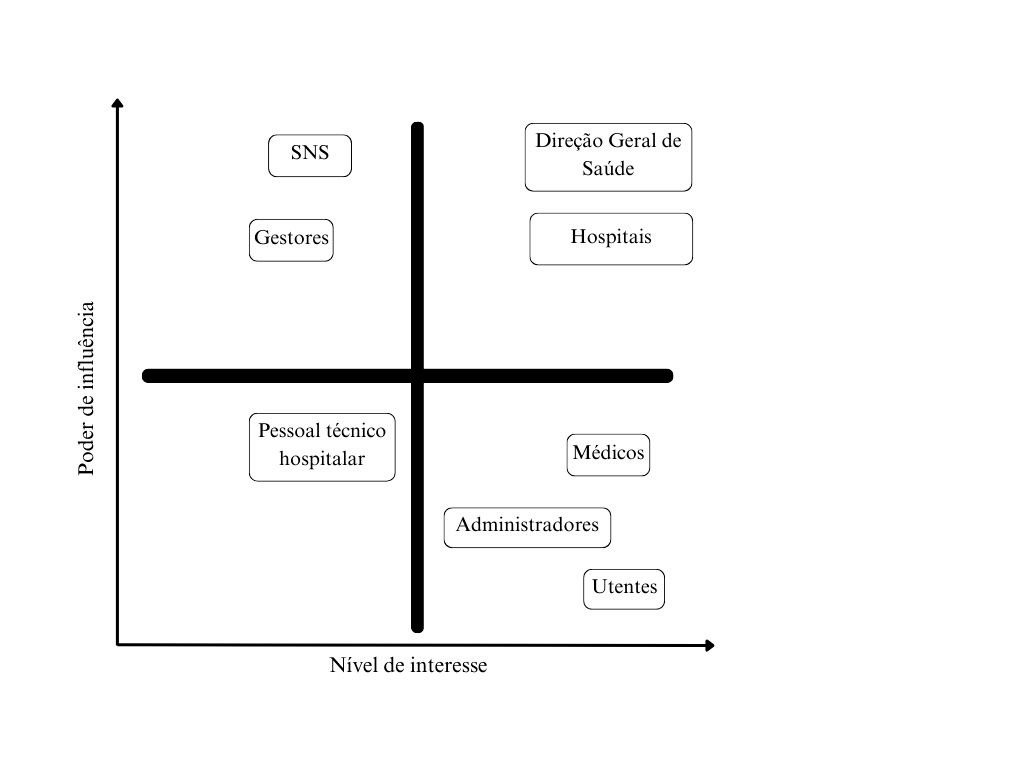 SNS
Direção Geral de
Saúde
Gestores
Hospitais
Poder de influência
Pessoal técnico
hospitalar
Médicos
Administradores
Utentes
Nível de interesse